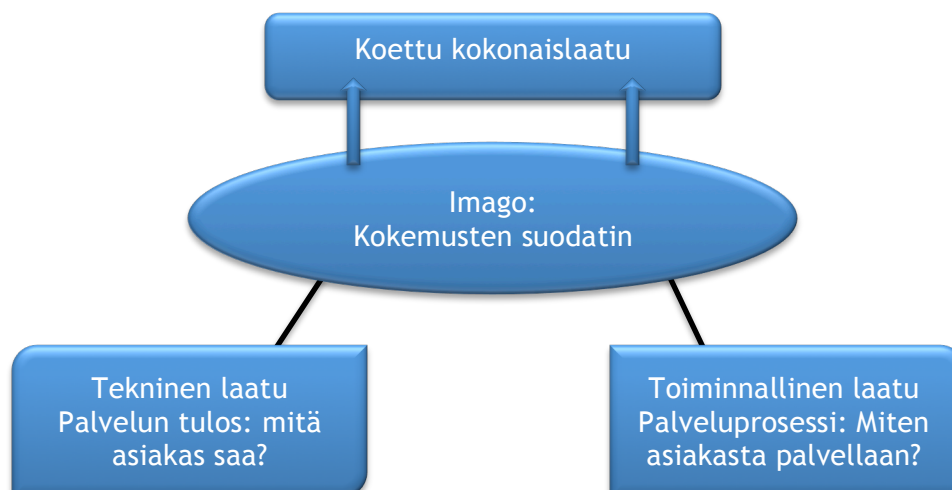 Koettu kokonaislaatu
Imago:
Kokemusten suodatin
Tekninen laatu
Palvelun tulos: mitä
asiakas saa?
Toiminnallinen laatu
Palveluprosessi: Miten
asiakasta palvellaan?